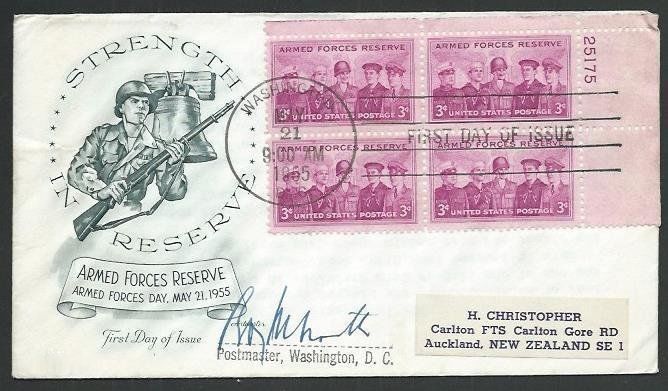 STRENGTH
IN RESERVE
ARMED FORCES RESERVE
ARMED FORCES DAY, MAY 21, 1955
First Day of Issue
WASHINGTON
21
9:00 AM
1955
FIRST DAY OF ISSUE
25175
ARMED FORCES RESERVE
3¢ UNITED STATES POSTAGE 3¢
ARMED FORCES RESERVE
3¢ UNITED STATES POSTAGE 3¢
ARMED FORCES RESERVE
3¢ UNITED STATES POSTAGE 3¢
ARMED FORCES RESERVE
3¢ UNITED STATES POSTAGE 3¢
Postmaster, Washington, D. C.
H. CHRISTOPHER
Carlton FTS Carlton Gore RD
Auckland, NEW ZEALAND SE 1